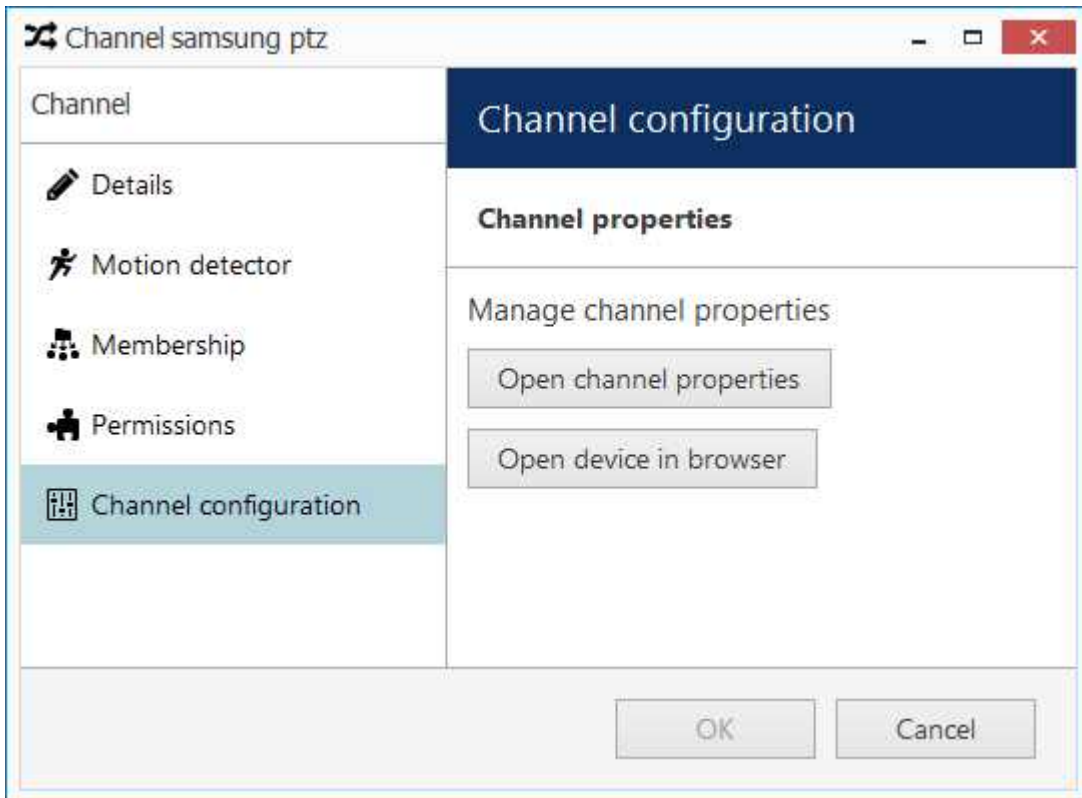 Channel samsung ptz
Channel
Details
Motion detector
Membership
Permissions
Channel configuration
Channel configuration
Channel properties
Manage channel properties
Open channel properties
Open device in browser
OK
Cancel